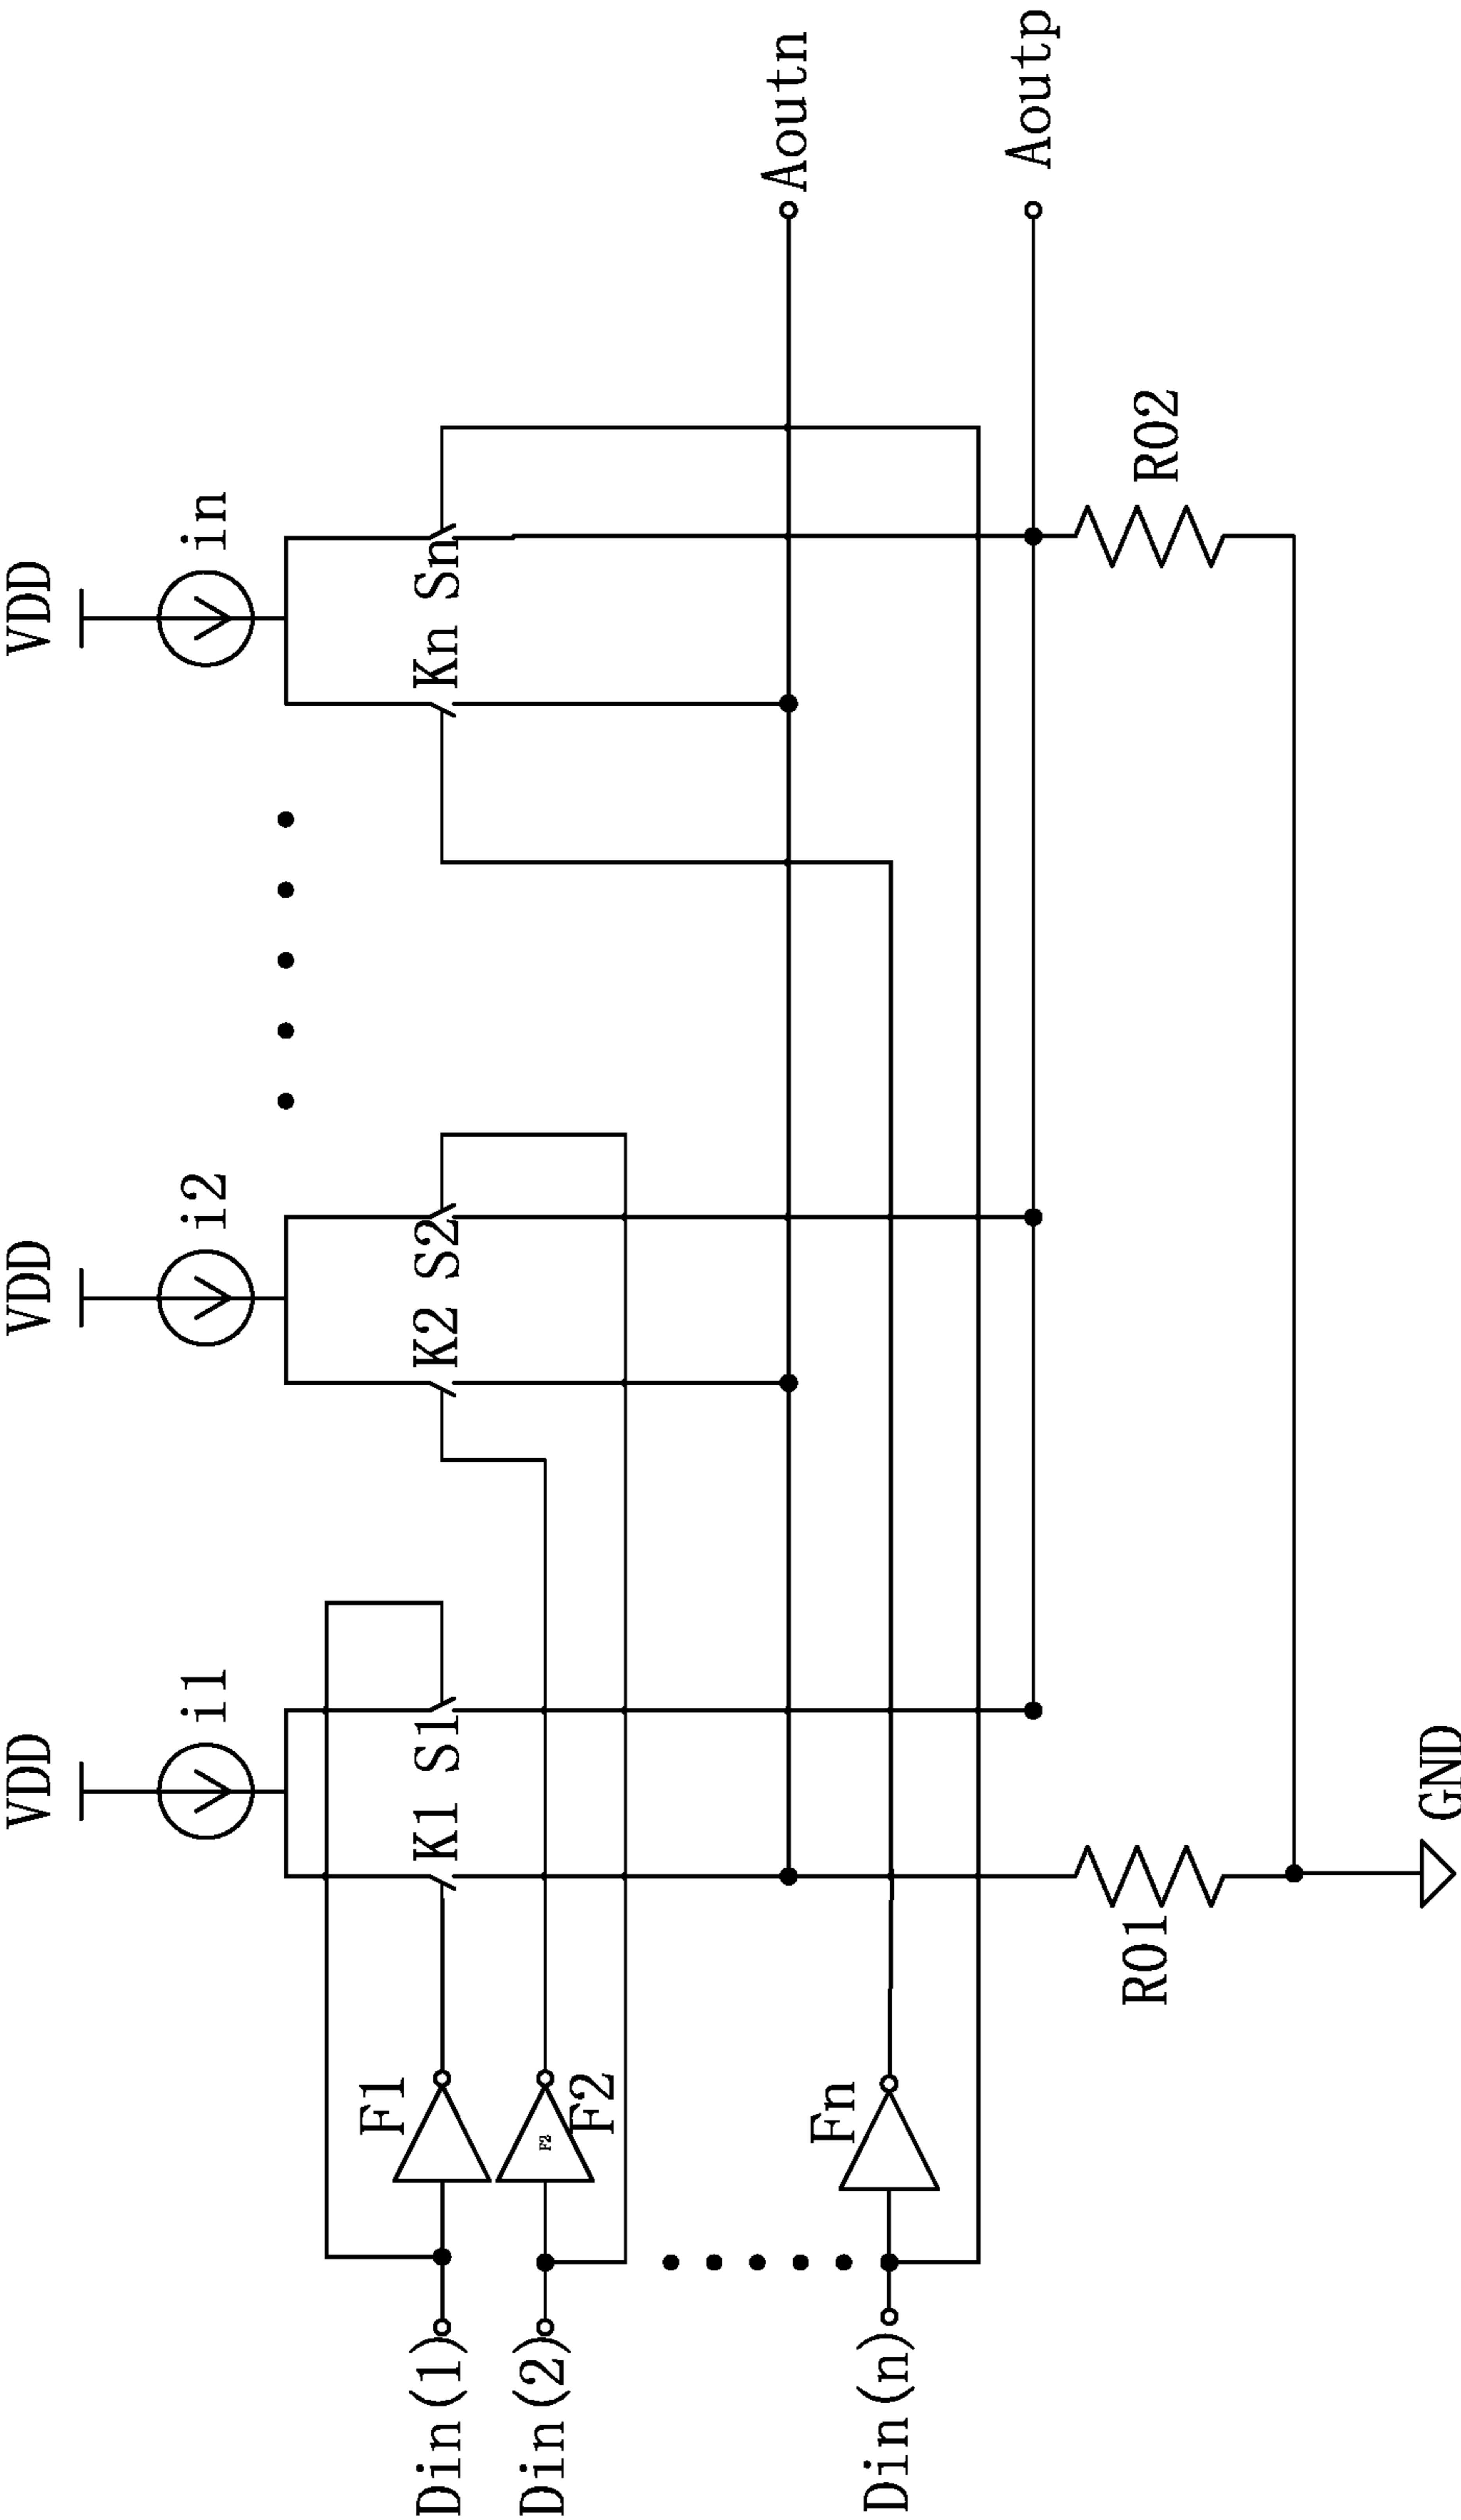 VDD
VDD
VDD
i1
i2
in
F1
K1 S1
K2 S2
Kn Sn
Din(1)
F2
F2
Din(2)
Aoutn
Fn
Din(n)
Aoutp
R01
R02
GND